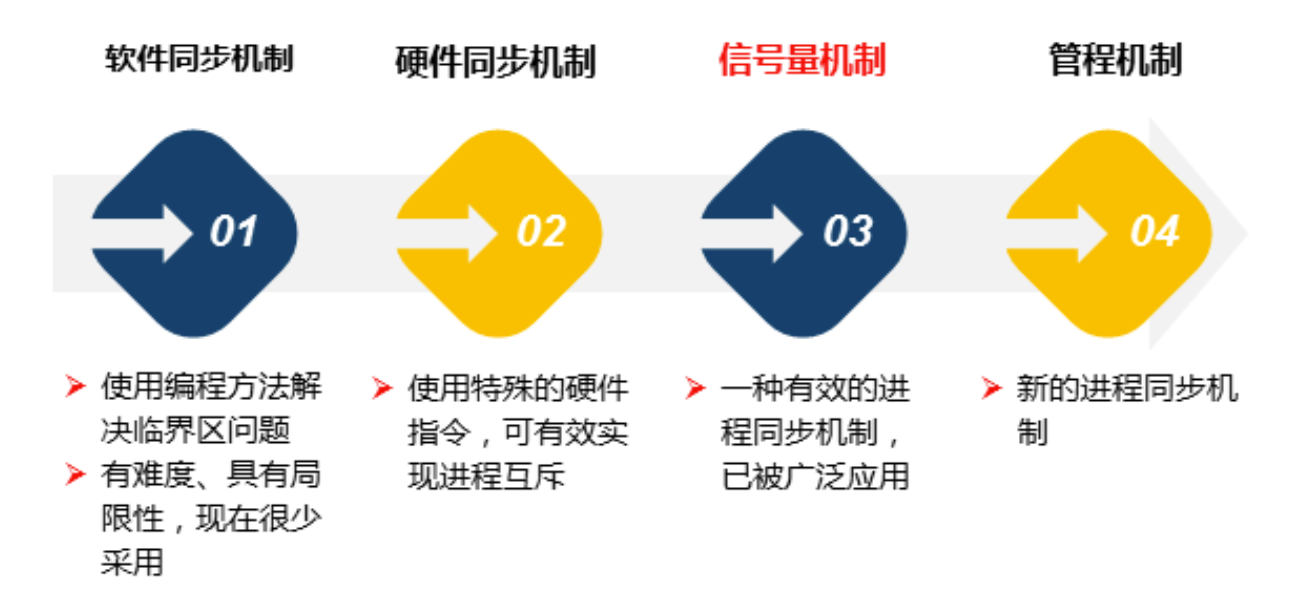 软件同步机制
硬件同步机制
信号量机制
管程机制
01
02
03
04
➤ 使用编程方法解
决临界区问题
➤ 有难度、具有局
限性，现在很少
采用
➤ 使用特殊的硬件
指令，可有效实
现进程互斥
➤ 一种有效的进
程同步机制，
已被广泛应用
➤ 新的进程同步机
制